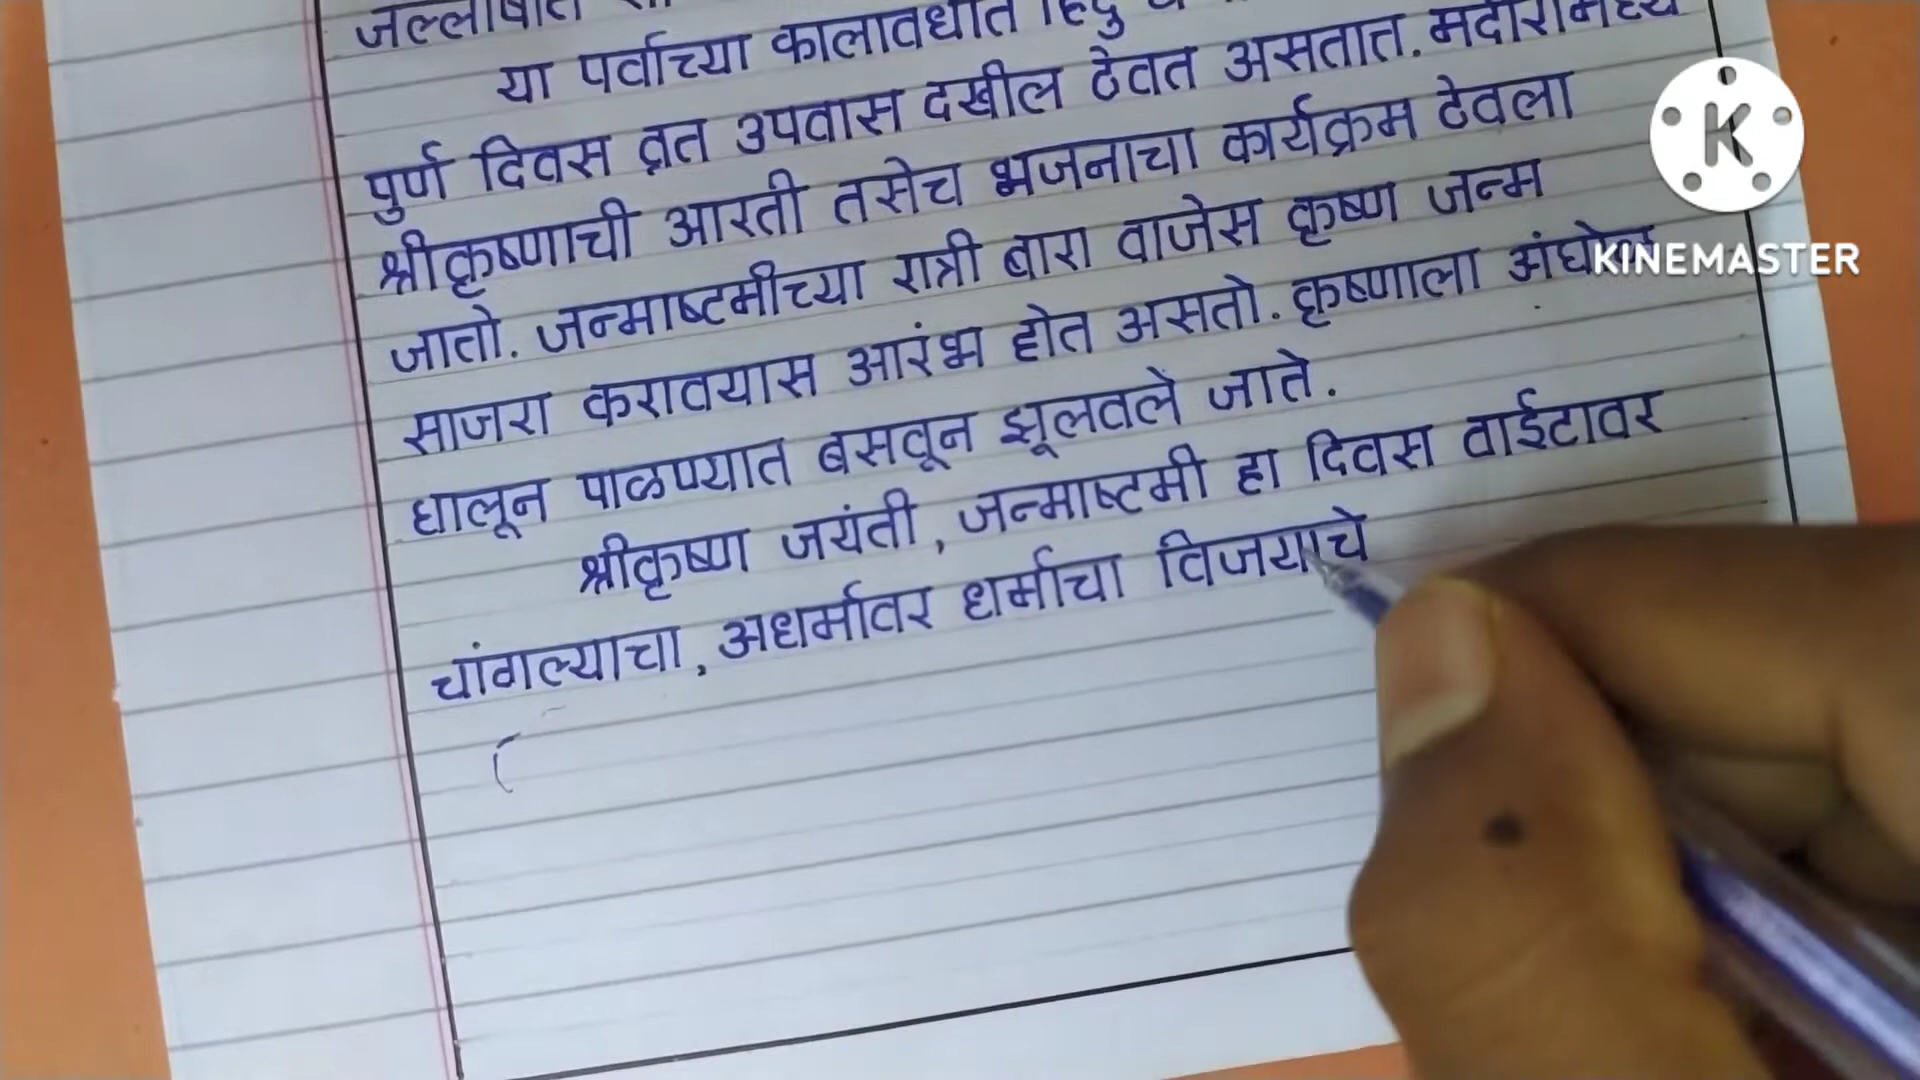 जल्लोषात
या पर्वाच्या कालावधीत हिंदु
पुर्ण दिवस व्रत उपवास दखील ठेवत असतात. मंदीरामध्ये
श्रीकृष्णाची आरती तसेच भजनाचा कार्यक्रम ठेवला
जातो. जन्माष्टमीच्या रात्री बारा वाजेस कृष्ण जन्म
साजरा करावयास आरंभ होत असतो. कृष्णाला अंघोळ
घालून पाळण्यात बसवून झूलवले जाते.
श्रीकृष्ण जयंती, जन्माष्टमी हा दिवस वाईटावर
चांगल्याचा, अधर्मावर धर्माचा विजयाचे
K
KINEMASTER